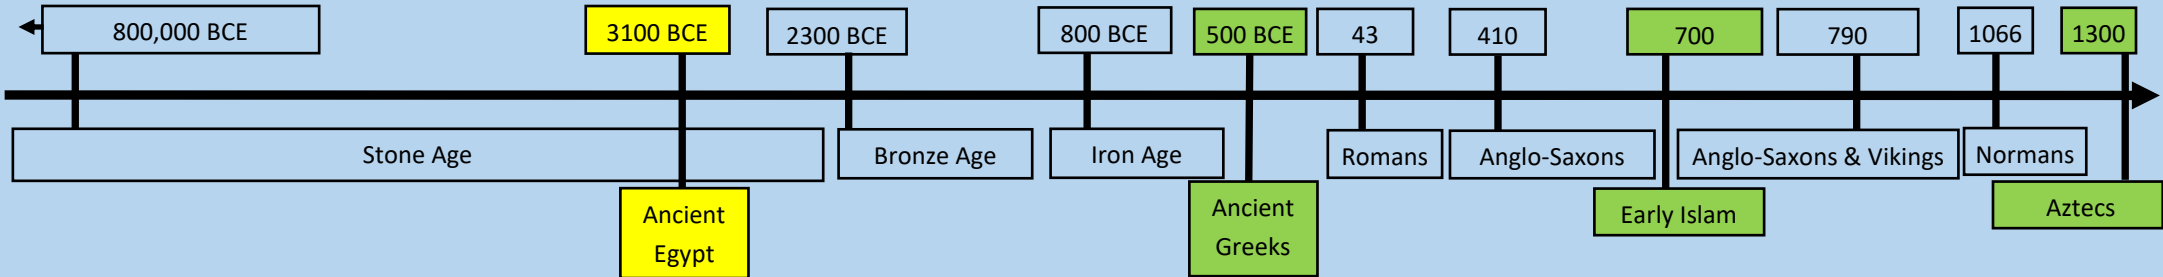 800,000 BCE
3100 BCE
2300 BCE
800 BCE
500 BCE
43
410
700
790
1066
1300
Stone Age
Bronze Age
Iron Age
Romans
Anglo-Saxons
Anglo-Saxons & Vikings
Normans
Ancient
Egypt
Ancient
Greeks
Early Islam
Aztecs